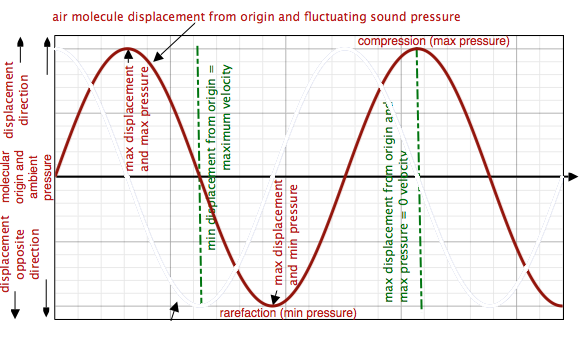 air molecule displacement from origin and fluctuating sound pressure
compression (max pressure)
displacement
direction
molecular
origin and
ambient
pressure
displacement
opposite
direction
max displacement
and max pressure
min displacement from origin =
maximum velocity
max displacement
and min pressure
max displacement from origin and
max pressure = 0 velocity
rarefaction (min pressure)